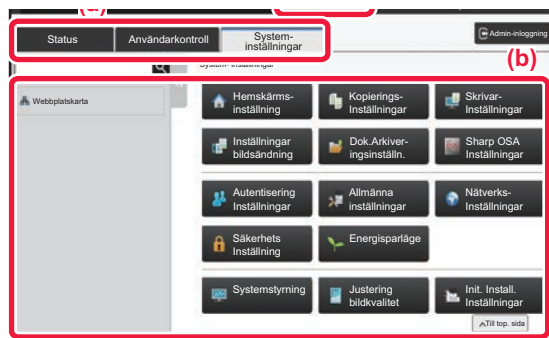 (a)
Status
Användarkontroll
System-
inställningar
Admin-inloggning
(b)
Webbplatskarta
Hemskärms-
inställning
Kopierings-
Inställningar
Skrivar-
Inställningar
Inställningar
bildsändning
Dok.Arkiver-
ingsinställn.
Sharp OSA
Inställningar
Autentisering
Inställningar
Allmänna
inställningar
Nätverks-
Inställningar
Säkerhets
Inställning
Energisparläge
Systemstyrning
Justering
bildkvalitet
Init. Install.
Inställningar
Till top. sida